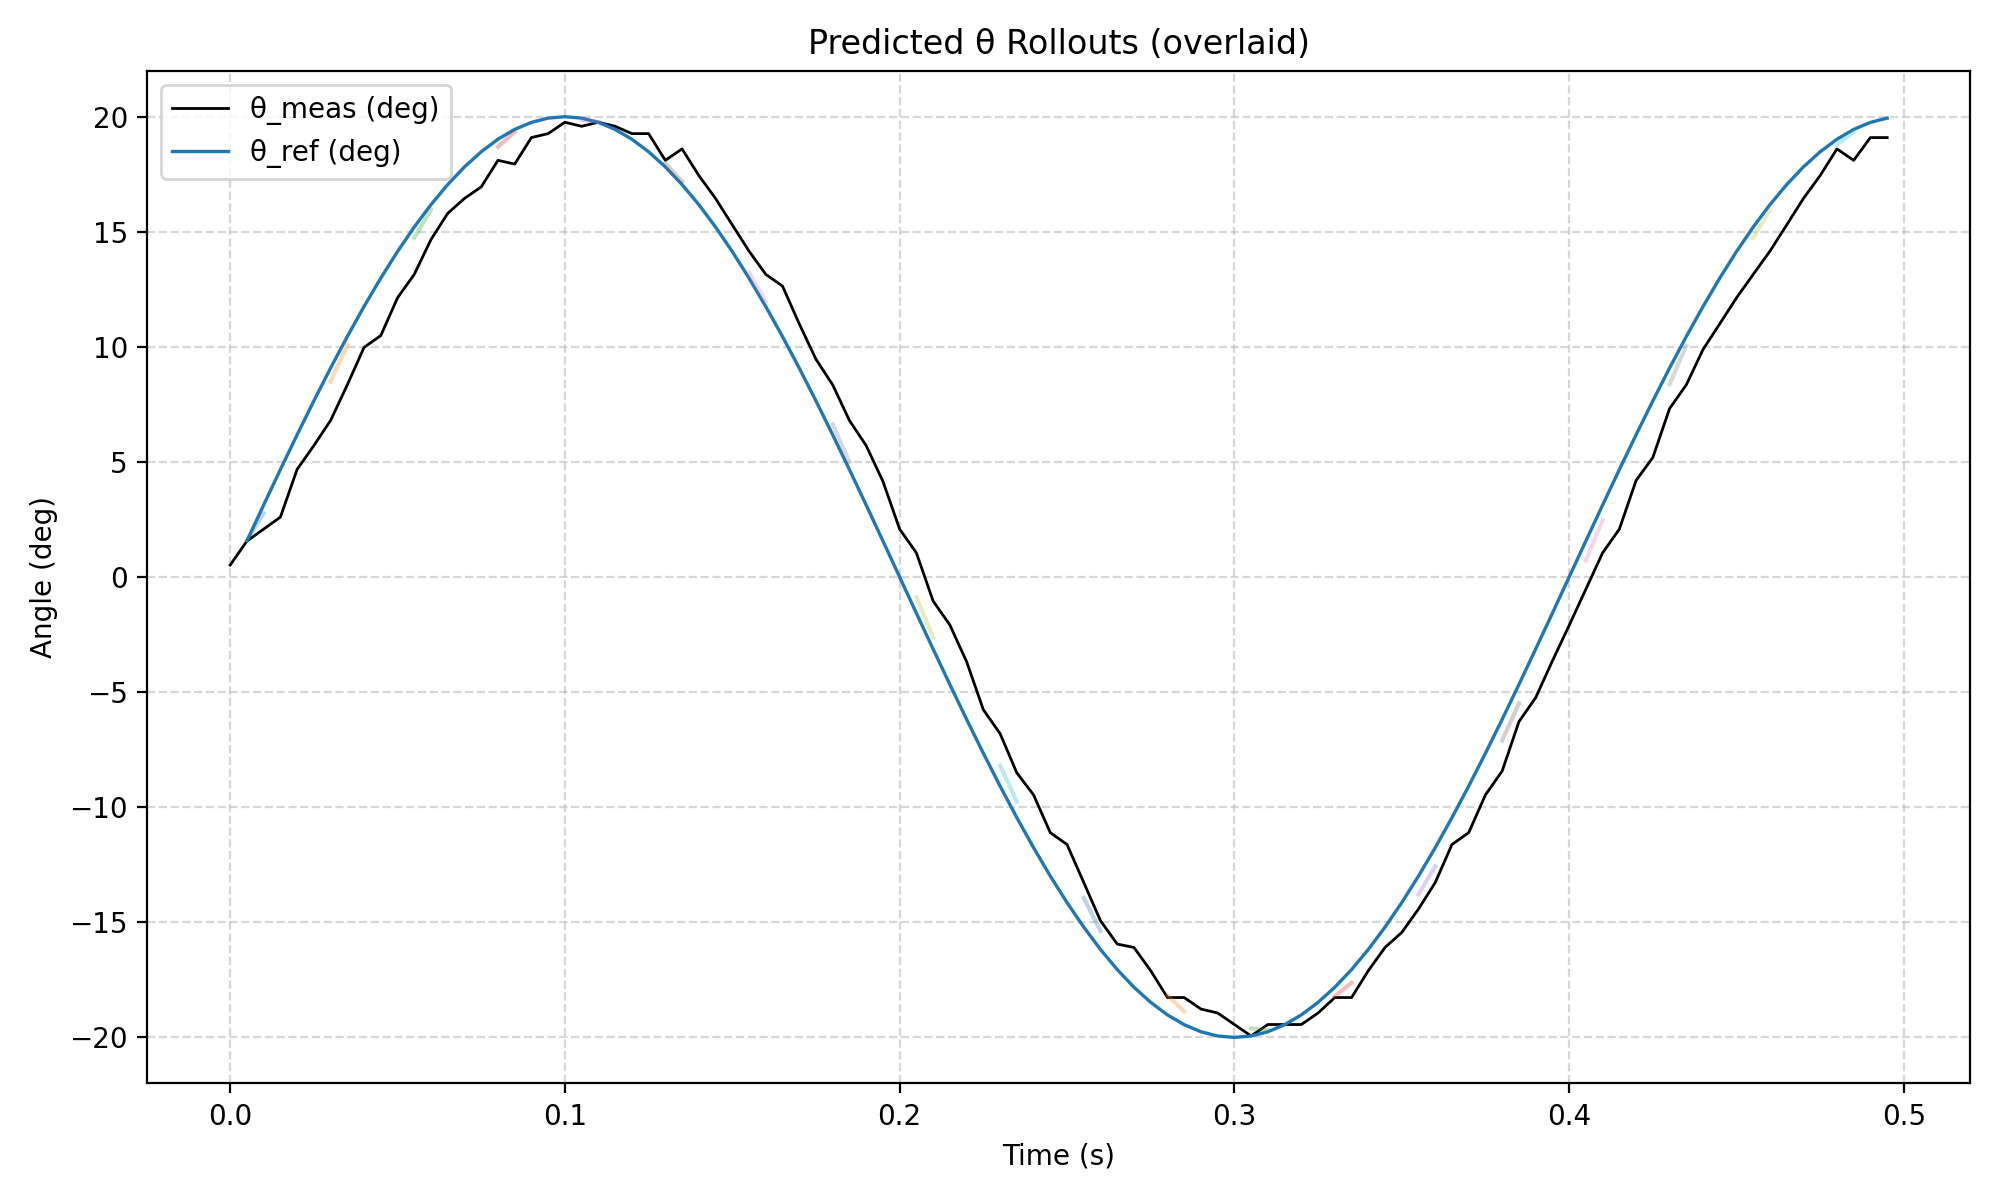 Predicted θ Rollouts (overlaid)
θ_meas (deg)
θ_ref (deg)
20
15
10
5
0
−5
−10
−15
−20
Angle (deg)
0.0 0.1 0.2 0.3 0.4 0.5
Time (s)